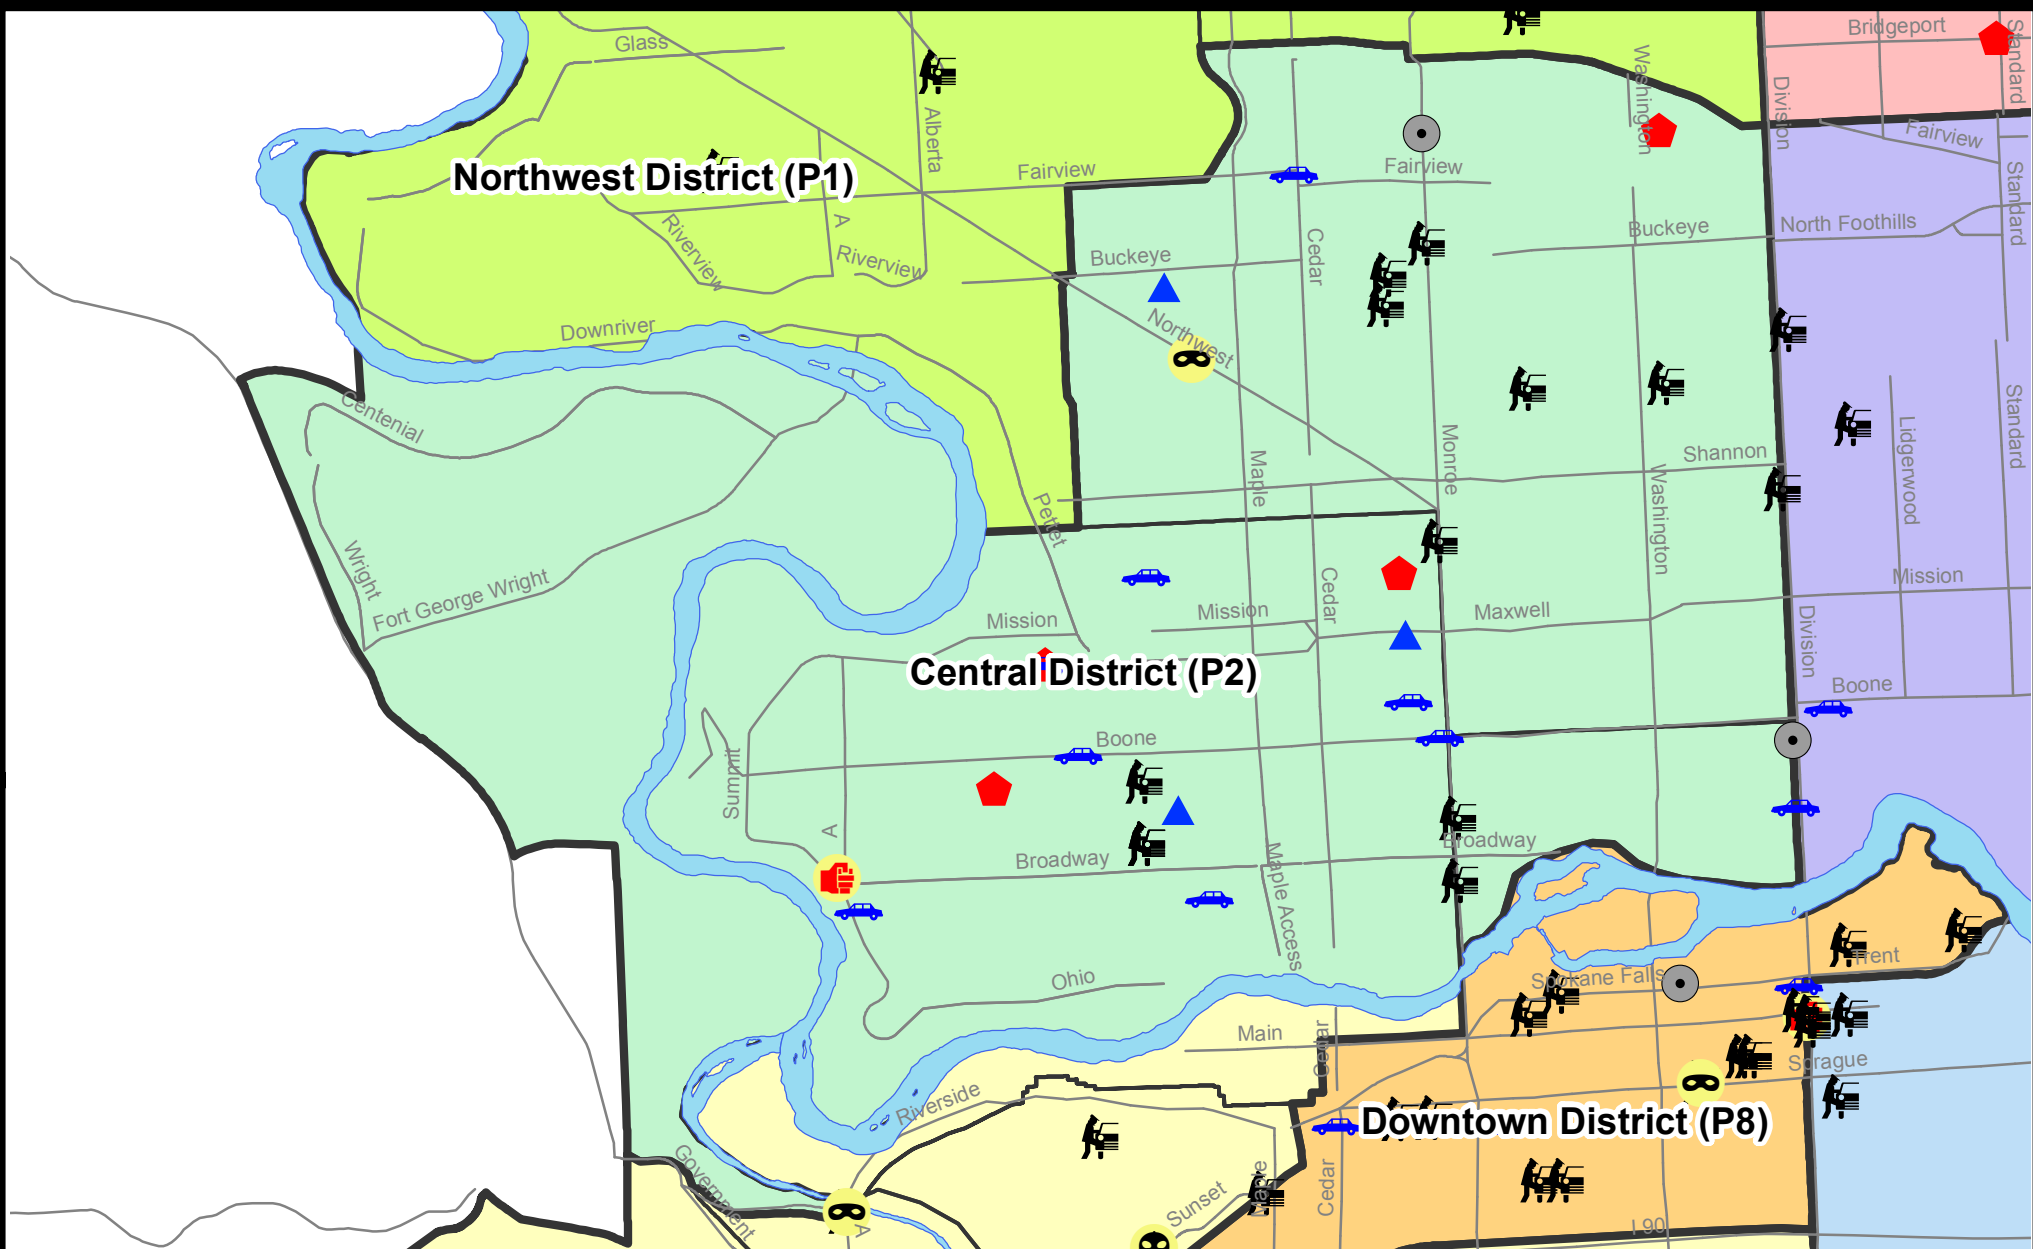 Bridgeport
Standard
Glass
Washington
Division
Alberta
Fairview
Northwest District (P1)
Fairview
Fairview
Standard
A
Riverview
Riverview
Buckeye
Cedar
Buckeye
North Foothills
Downriver
Northwest
Centenial
Maple
Monroe
Shannon
Standard
Lidgerwood
Washington
Pettet
Wright
Fort George Wright
Mission
Mission
Cedar
Maxwell
Mission
Division
Central District (P2)
Boone
Boone
Summit
A
Broadway
Broadway
Maple Access
Ohio
Spokane Falls
Trent
Main
Cedar
Sprague
Riverside
Downtown District (P8)
Government
Maple
Cedar
Sunset
A
I 90